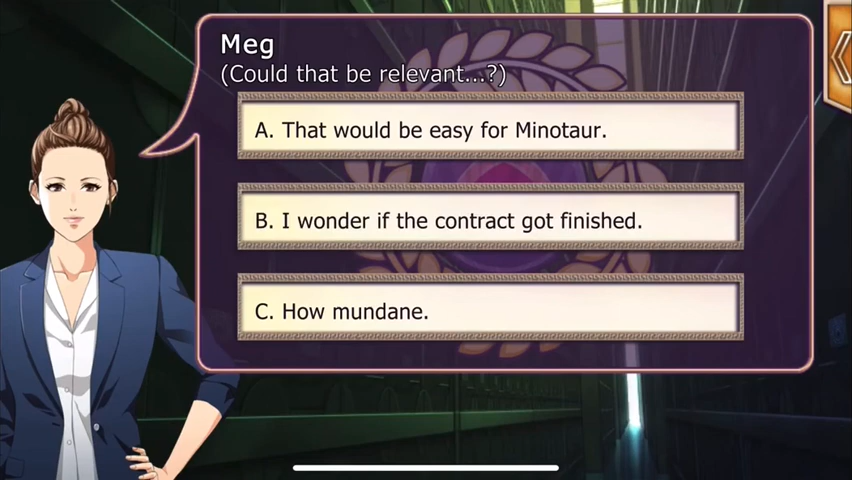 Meg
(Could that be relevant...?)
A. That would be easy for Minotaur.
B. I wonder if the contract got finished.
C. How mundane.